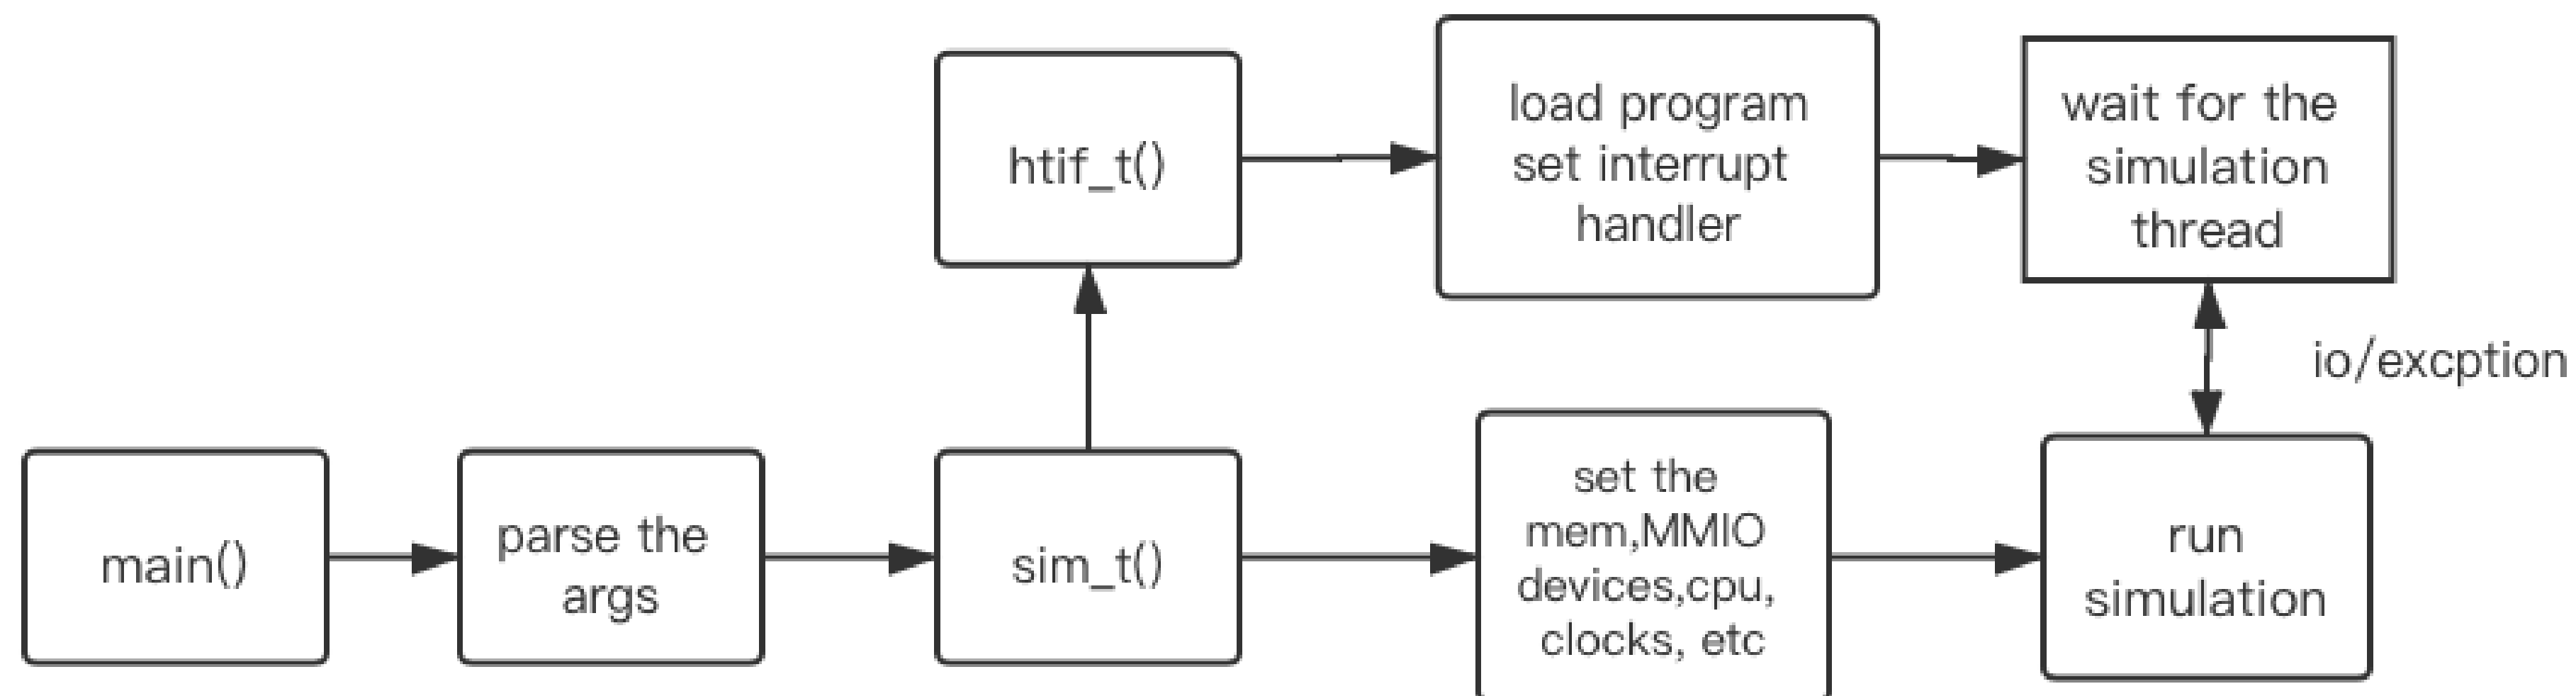 htif_t()
load program
set interrupt
handler
wait for the
simulation
thread
io/excption
main()
parse the
args
sim_t()
set the
mem,MMIO
devices,cpu,
clocks, etc
run
simulation